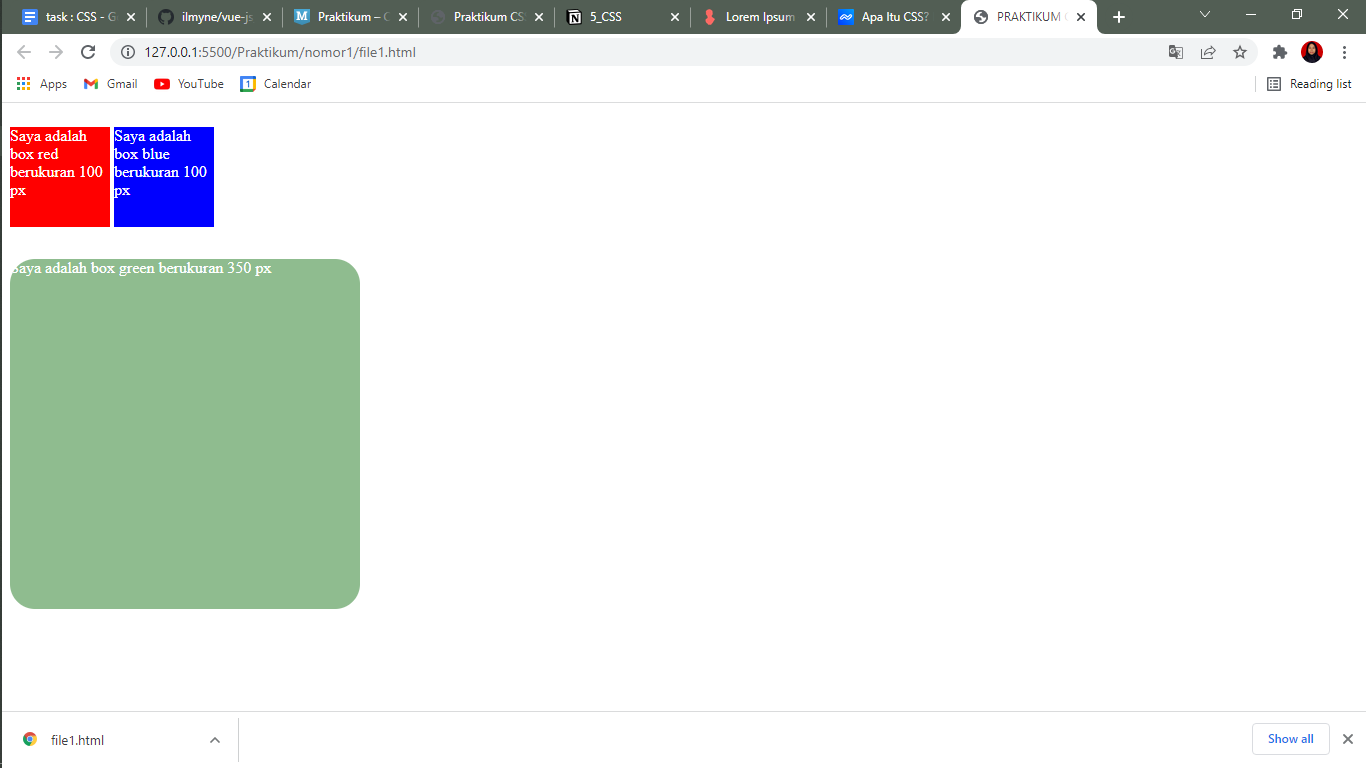 task : CSS - G
ilmyne/vue-js
Praktikum – C
Praktikum CS
5_CSS
Lorem Ipsum
Apa Itu CSS?
PRAKTIKUM
127.0.0.1:5500/Praktikum/nomor1/file1.html
Apps
Gmail
YouTube
1
Calendar
Reading list
Saya adalah
box red
berukuran 100
px
Saya adalah
box blue
berukuran 100
px
Saya adalah box green berukuran 350 px
file1.html
Show all